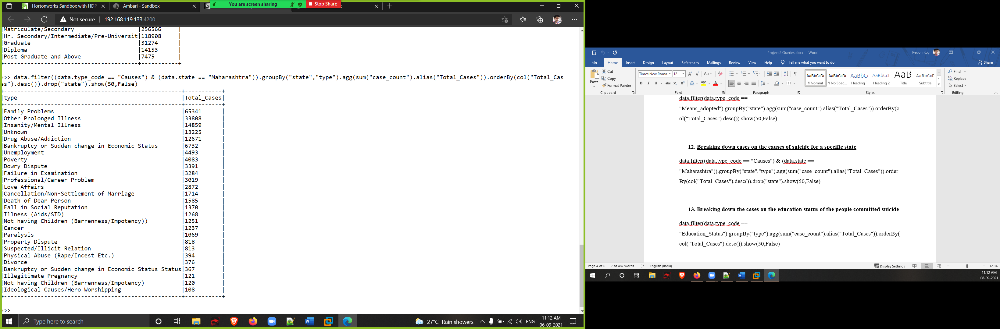 Hortonworks Sandbox with HDP
Ambari - Sandbox
You are screen sharing
Stop Share
Not secure | 192.168.119.133:4200
|Matriculate/Secondary |256566 |
|Hr. Secondary/Intermediate/Pre-Universit|118908 |
|Graduate |31274 |
|Diploma |14153 |
|Post Graduate and Above |7475 |
>>> data.filter((data.type_code == "Causes") & (data.state == "Maharashtra")).groupBy("state","type").agg(sum("case_count").alias("Total_Cases")).orderBy(col("Total_Cas
es").desc()).drop("state").show(50,False)
|type |Total_Cases|
|Family Problems |65341 |
|Other Prolonged Illness |33808 |
|Insanity/Mental Illness |14859 |
|Unknown |13225 |
|Drug Abuse/Addiction |12671 |
|Bankruptcy or Sudden change in Economic Status |6732 |
|Unemployment |4493 |
|Poverty |4083 |
|Dowry Dispute |3391 |
|Failure in Examination |3284 |
|Professional/Career Problem |3019 |
|Love Affairs |2872 |
|Cancellation/Non-Settlement of Marriage |1714 |
|Death of Dear Person |1585 |
|Fall in Social Reputation |1370 |
|Illness (Aids/STD) |1268 |
|Not having Children (Barrenness/Impotency)) |1251 |
|Cancer |1237 |
|Paralysis |1069 |
|Property Dispute |818 |
|Suspected/Illicit Relation |813 |
|Physical Abuse (Rape/Incest Etc.) |394 |
|Divorce |376 |
|Bankruptcy or Sudden change in Economic Status Status|367 |
|Illegitimate Pregnancy |121 |
|Not having Children (Barrenness/Impotency) |120 |
|Ideological Causes/Hero Worshipping |108 |
>>>
Type here to search
27°C Rain showers
ENG
11:12 AM
06-09-2021
Project 2 Queries.docx - Word
Redon Roy
File Home Insert Design Layout References Mailings Review View Help Tell me what you want to do Share
Paste
Cut
Copy
Format Painter
Clipboard
Times New Roma 12
Font
Paragraph
AaBbCcDc ¶ Normal
AaBbCcDc ¶ No Spac...
AaBbC Heading 1
AaBbCcC Heading 2
AaB Title
AaBbCcC Subtitle
Styles
Find
Replace
Select
Editing
data.filter(data.type_code ==
"Means_adopted").groupBy("state").agg(sum("case_count").alias("Total_Cases")).orderBy(c
ol("Total_Cases").desc()).show(50,False)
12. Breaking down cases on the causes of suicide for a specific state
data.filter((data.type_code == "Causes") & (data.state ==
"Maharashtra")).groupBy("state","type").agg(sum("case_count").alias("Total_Cases")).order
By(col("Total_Cases").desc()).drop("state").show(50,False)
13. Breaking down the cases on the education status of the people committed suicide
data.filter(data.type_code ==
"Education_Status").groupBy("type").agg(sum("case_count").alias("Total_Cases")).orderBy(
col("Total_Cases").desc()).show(50,False)
Page 4 of 6 7 of 487 words English (India)
Display Settings
121%
11:12 AM
06-09-2021